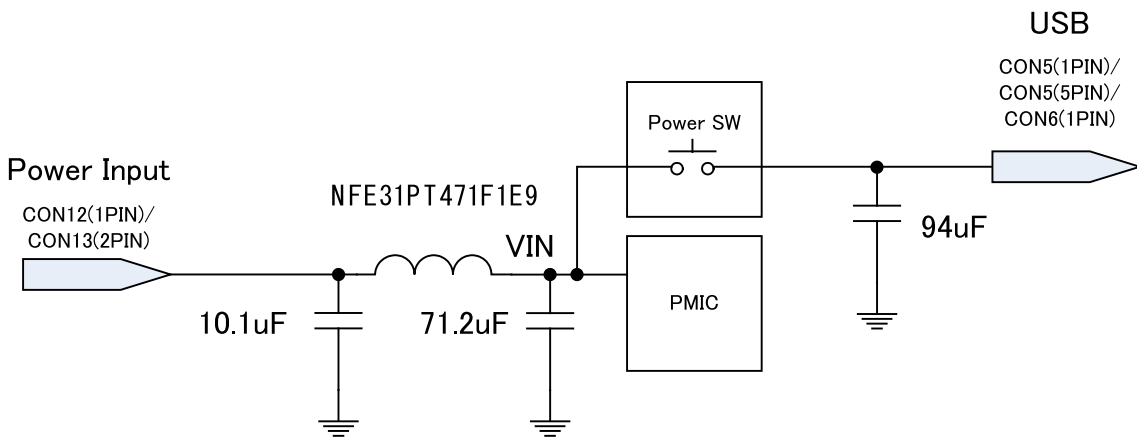 USB
CON5(1PIN)/
CON5(5PIN)/
CON6(1PIN)
Power SW
Power Input
CON12(1PIN)/
CON13(2PIN)
NFE31PT471F1E9
VIN
94uF
PMIC
10.1uF
71.2uF